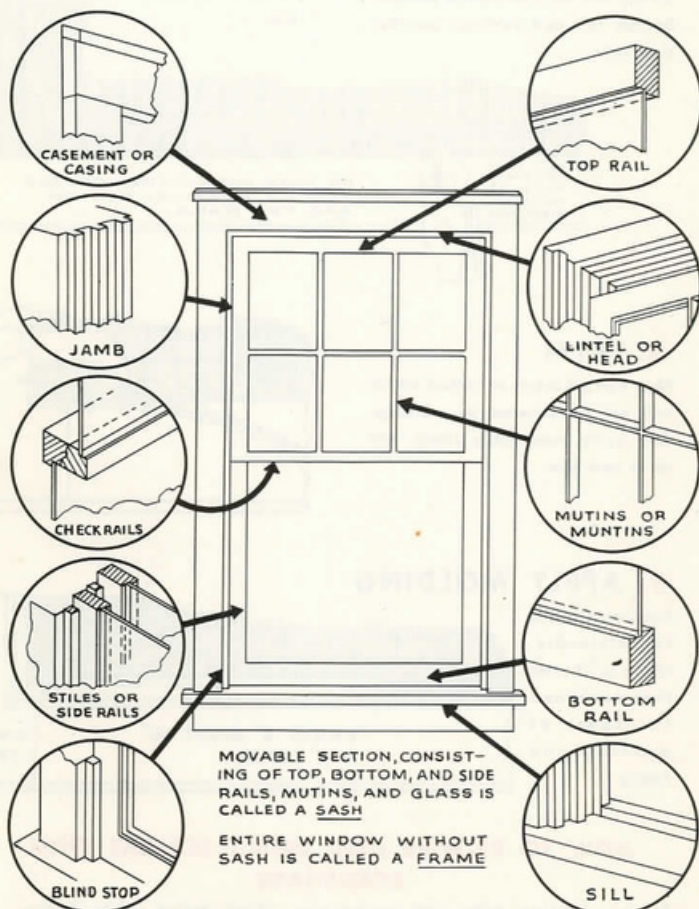 CASEMENT OR
CASING
TOP RAIL
JAMB
LINTEL OR
HEAD
CHECKRAILS
MUTINS OR
MUNTINS
STILES OR
SIDE RAILS
BOTTOM
RAIL
MOVABLE SECTION, CONSIST-
ING OF TOP, BOTTOM, AND SIDE
RAILS, MUTINS, AND GLASS IS
CALLED A SASH
ENTIRE WINDOW WITHOUT
SASH IS CALLED A FRAME
BLIND STOP
SILL